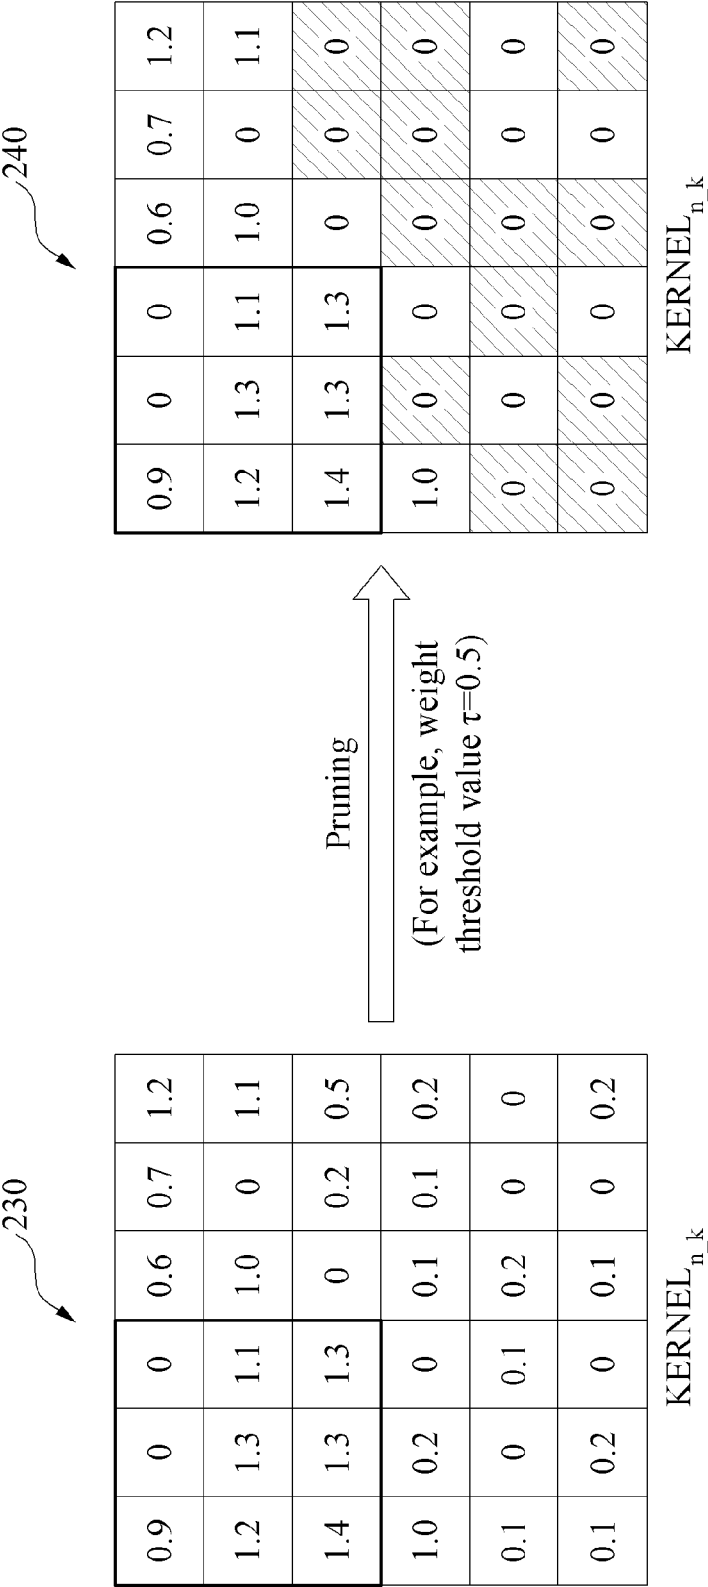 230
0.9 0 0 0.6 0.7 1.2
1.2 1.3 1.1 1.0 0 1.1
1.4 1.3 1.3 0 0.2 0.5
1.0 0.2 0 0.1 0.1 0.2
0.1 0 0.1 0.2 0 0
0.1 0.2 0 0.1 0 0.2
KERNELn_k
Pruning
(For example, weight
threshold value τ=0.5)
240
0.9 0 0 0.6 0.7 1.2
1.2 1.3 1.1 1.0 0 1.1
1.4 1.3 1.3 0 0 0
1.0 0 0 0 0 0
0 0 0 0 0 0
0 0 0 0 0 0
KERNELn_k